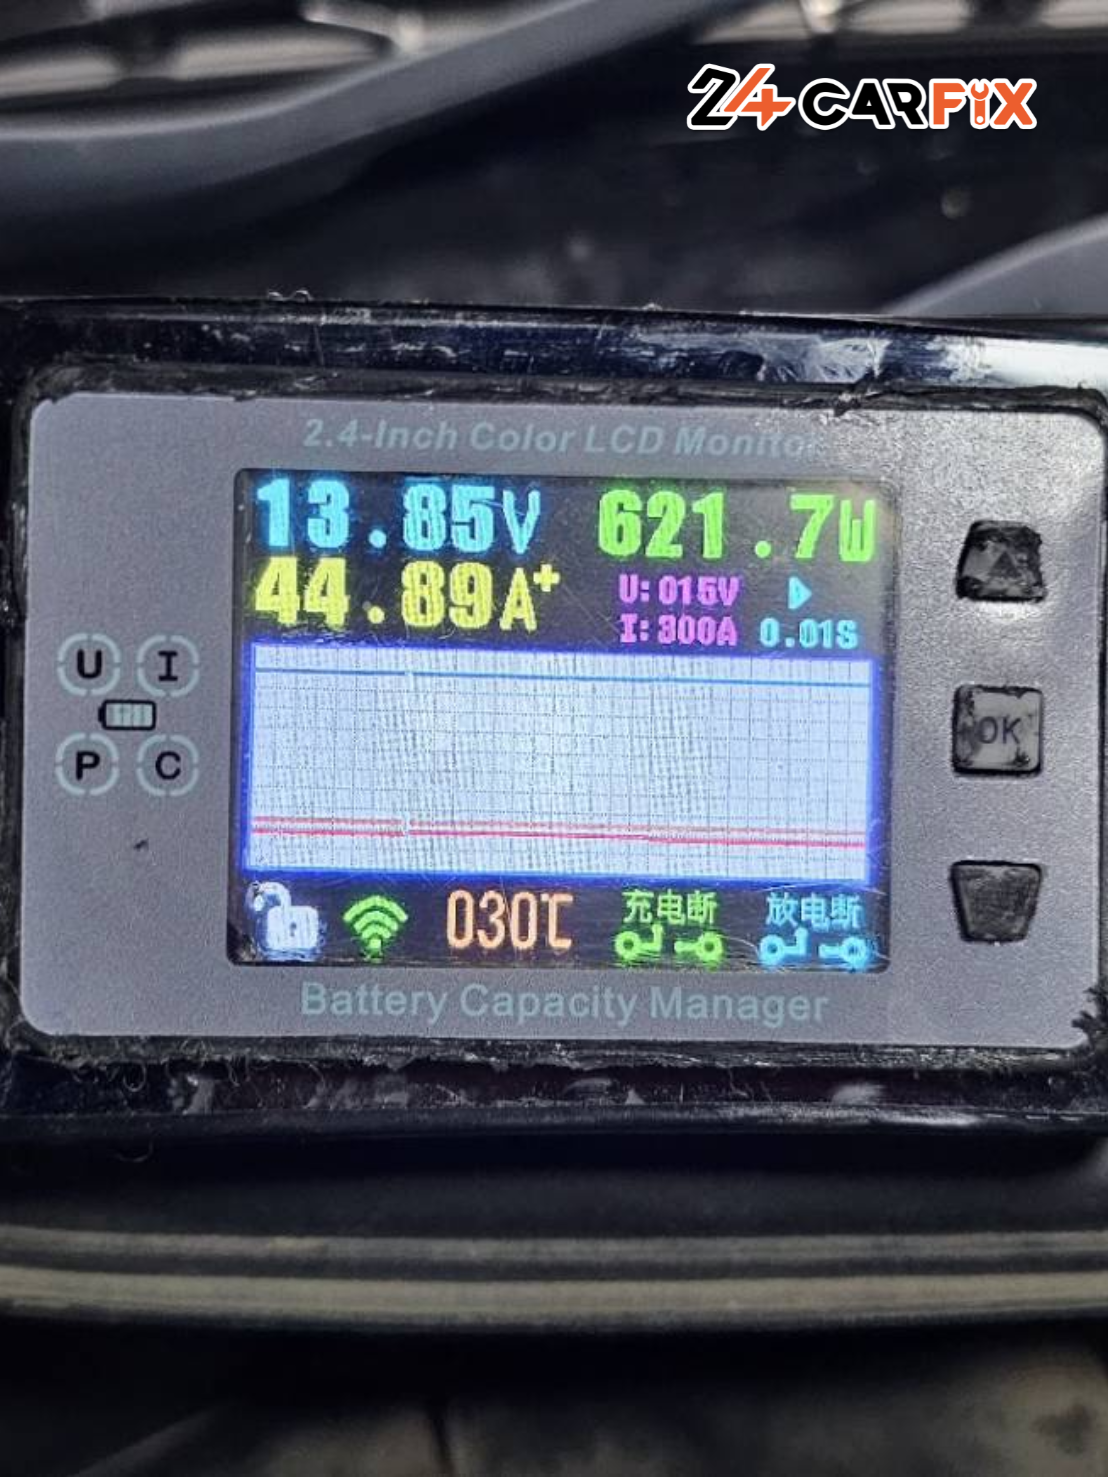 24CARFIX
2.4-Inch Color LCD Monitor
13.85V 621.7W
44.89A+ U:015V
I:300A 0.01S
U I
P C
OK
030℃ 充电断 放电断
Battery Capacity Manager